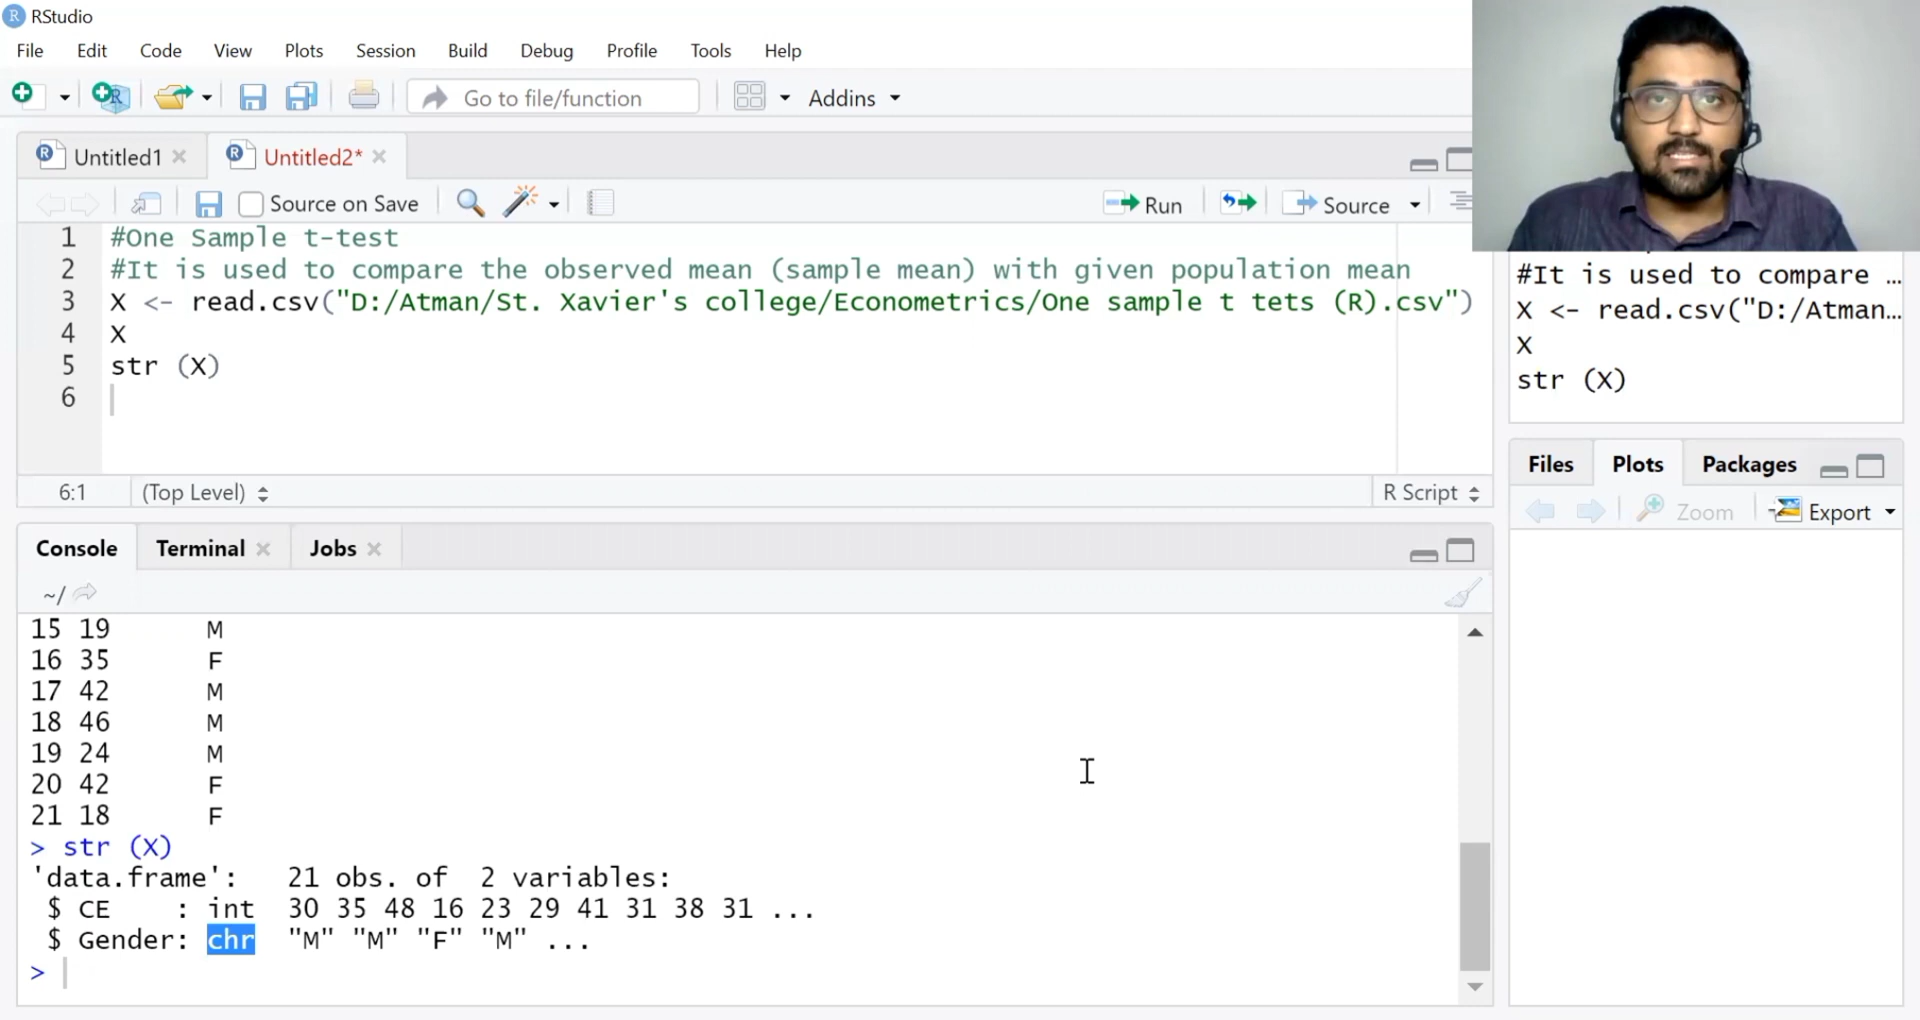 RStudio
File Edit Code View Plots Session Build Debug Profile Tools Help
Go to file/function Addins
Untitled1 Untitled2*
Source on Save Run Source
1 #One Sample t-test
2 #It is used to compare the observed mean (sample mean) with given population mean
3 X <- read.csv("D:/Atman/St. Xavier's college/Econometrics/One sample t tets (R).csv")
4 X
5 str (X)
6
6:1 (Top Level) R Script
Console Terminal Jobs
~/
15 19 M
16 35 F
17 42 M
18 46 M
19 24 M
20 42 F
21 18 F
> str (X)
'data.frame': 21 obs. of 2 variables:
$ CE : int 30 35 48 16 23 29 41 31 38 31 ...
$ Gender: chr "M" "M" "F" "M" ...
>
#It is used to compare ...
X <- read.csv("D:/Atman...
X
str (X)
Files Plots Packages
Zoom Export